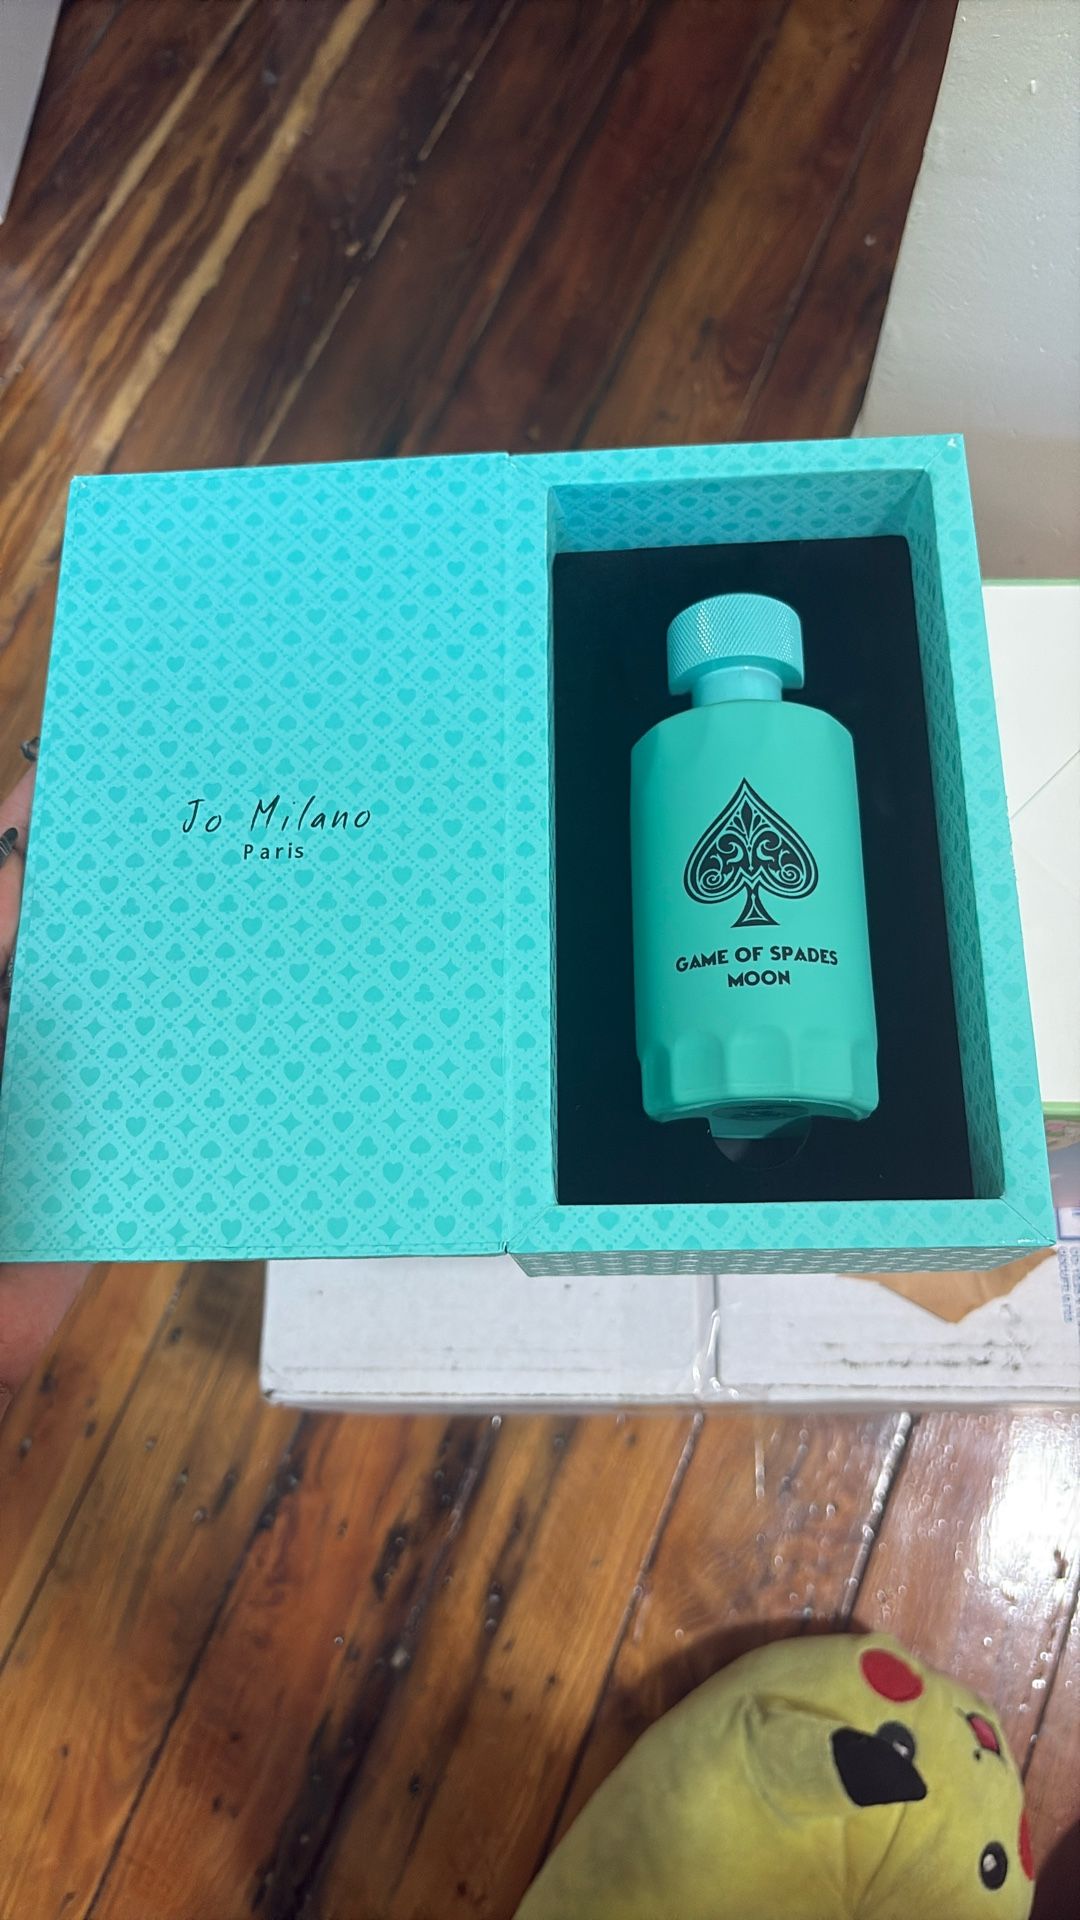 Jo Milano
Paris
GAME OF SPADES
MOON